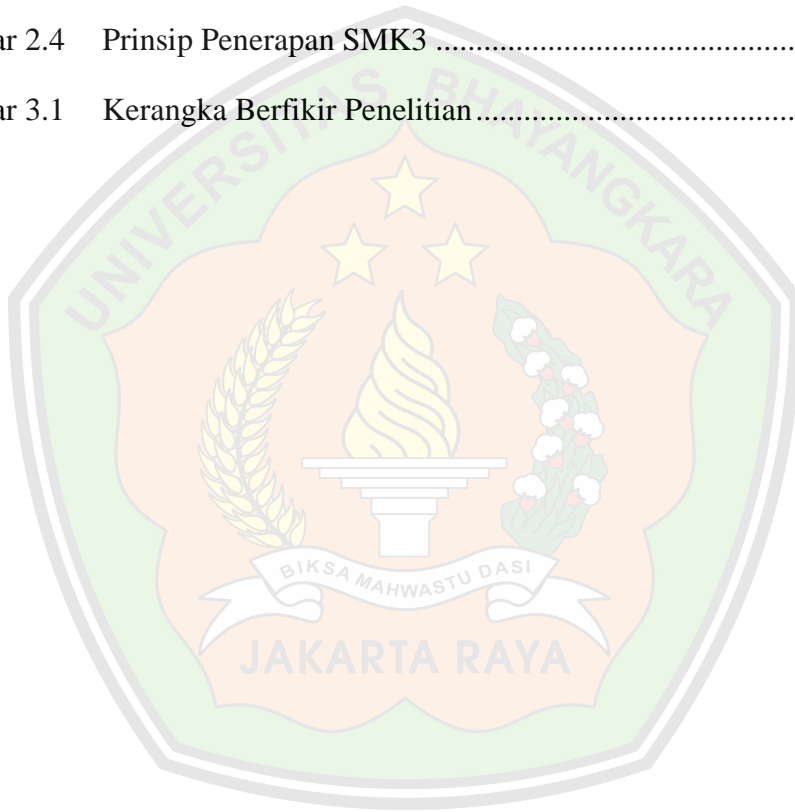 ar 2.4 Prinsip Penerapan SMK3 ........................................
ar 3.1 Kerangka Berfikir Penelitian ........................................
UNIVERSITAS BHAYANGKARA
BIKSA MAHWASTU DASI
JAKARTA RAYA